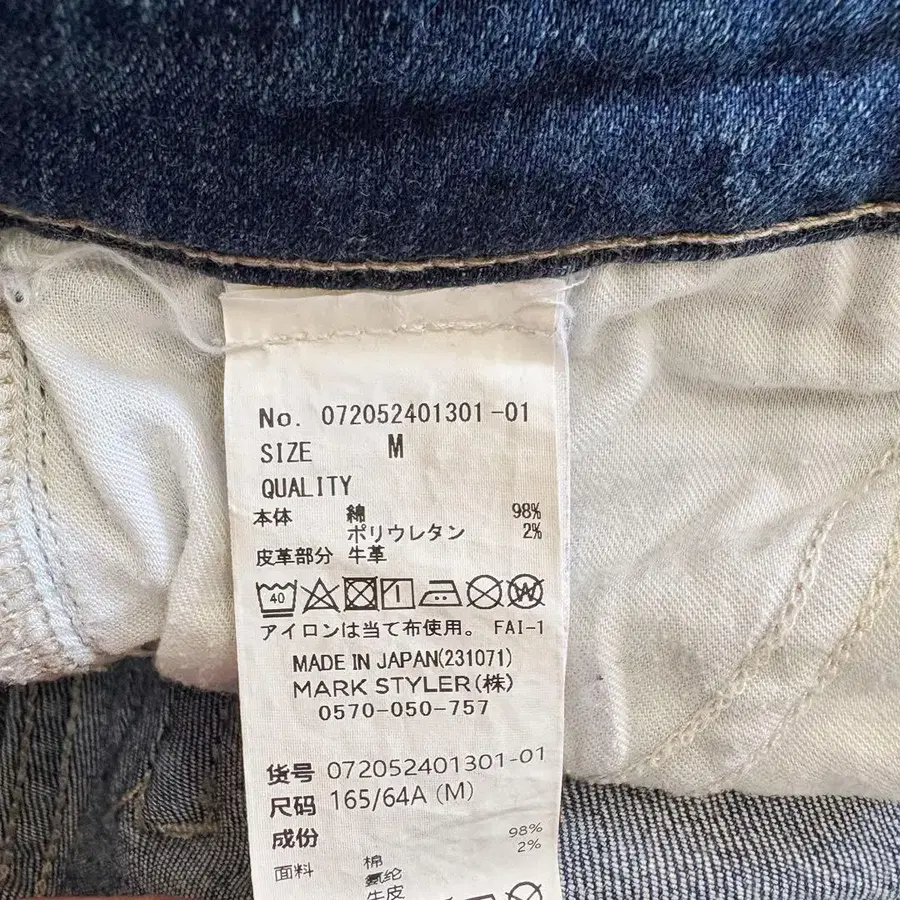 No. 072052401301-01
SIZE M
QUALITY
本体 綿 98%
ポリウレタン 2%
皮革部分 牛革
40
アイロンは当て布使用。 FAI-1
MADE IN JAPAN(231071)
MARK STYLER(株)
0570-050-757
货号 072052401301-01
尺码 165/64A (M)
成份
面料 棉 98%
氨纶 2%
牛皮